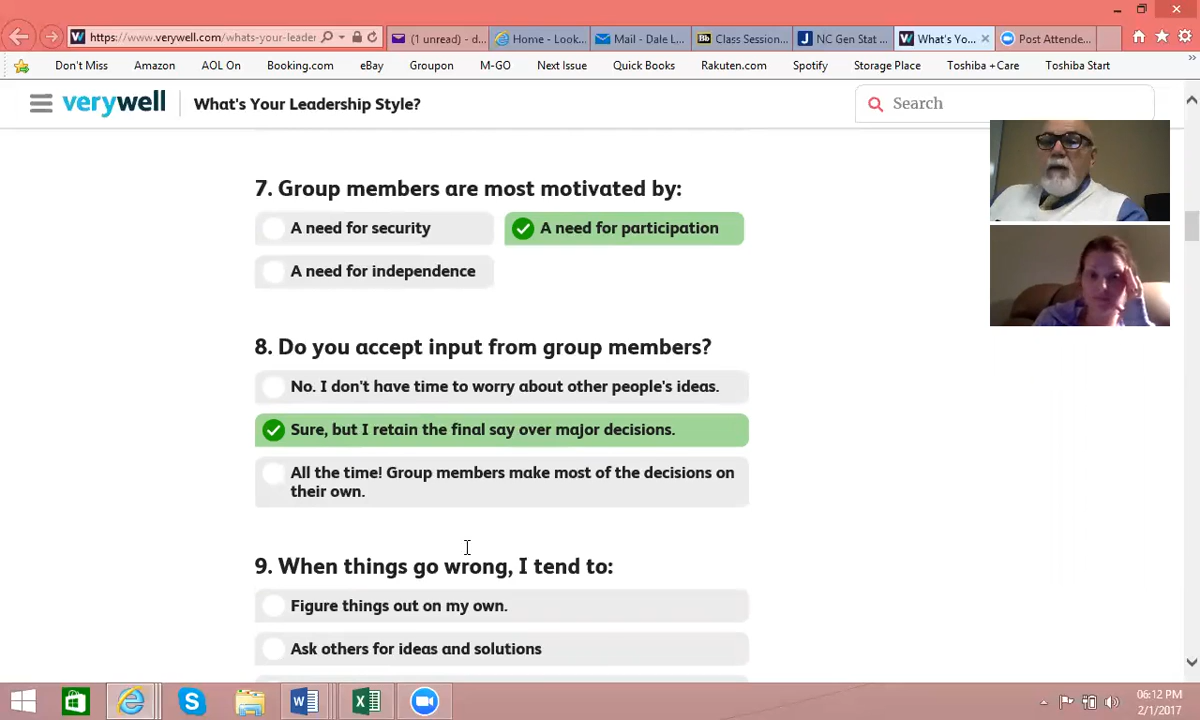 https://www.verywell.com/whats-your-leader
(1 unread) - d...
Home - Look...
Mail - Dale L...
Bb Class Session...
NC Gen Stat ...
What's Yo...
Post Attende...
Don't Miss
Amazon
AOL On
Booking.com
eBay
Groupon
M-GO
Next Issue
Quick Books
Rakuten.com
Spotify
Storage Place
Toshiba +Care
Toshiba Start
verywell
What's Your Leadership Style?
Search
7. Group members are most motivated by:
A need for security
A need for participation
A need for independence
8. Do you accept input from group members?
No. I don't have time to worry about other people's ideas.
Sure, but I retain the final say over major decisions.
All the time! Group members make most of the decisions on
their own.
9. When things go wrong, I tend to:
Figure things out on my own.
Ask others for ideas and solutions
06:12 PM
2/1/2017